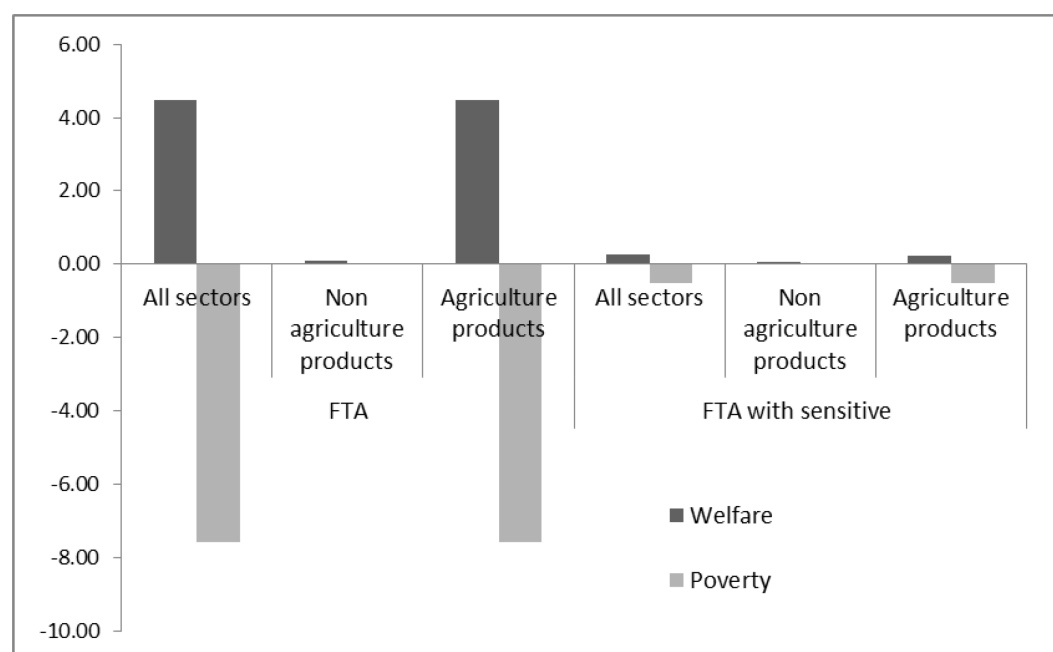 6.00
4.00
2.00
0.00
-2.00
-4.00
-6.00
-8.00
-10.00
All sectors
Non
agriculture
products
Agriculture
products
All sectors
Non
agriculture
products
Agriculture
products
FTA
FTA with sensitive
Welfare
Poverty